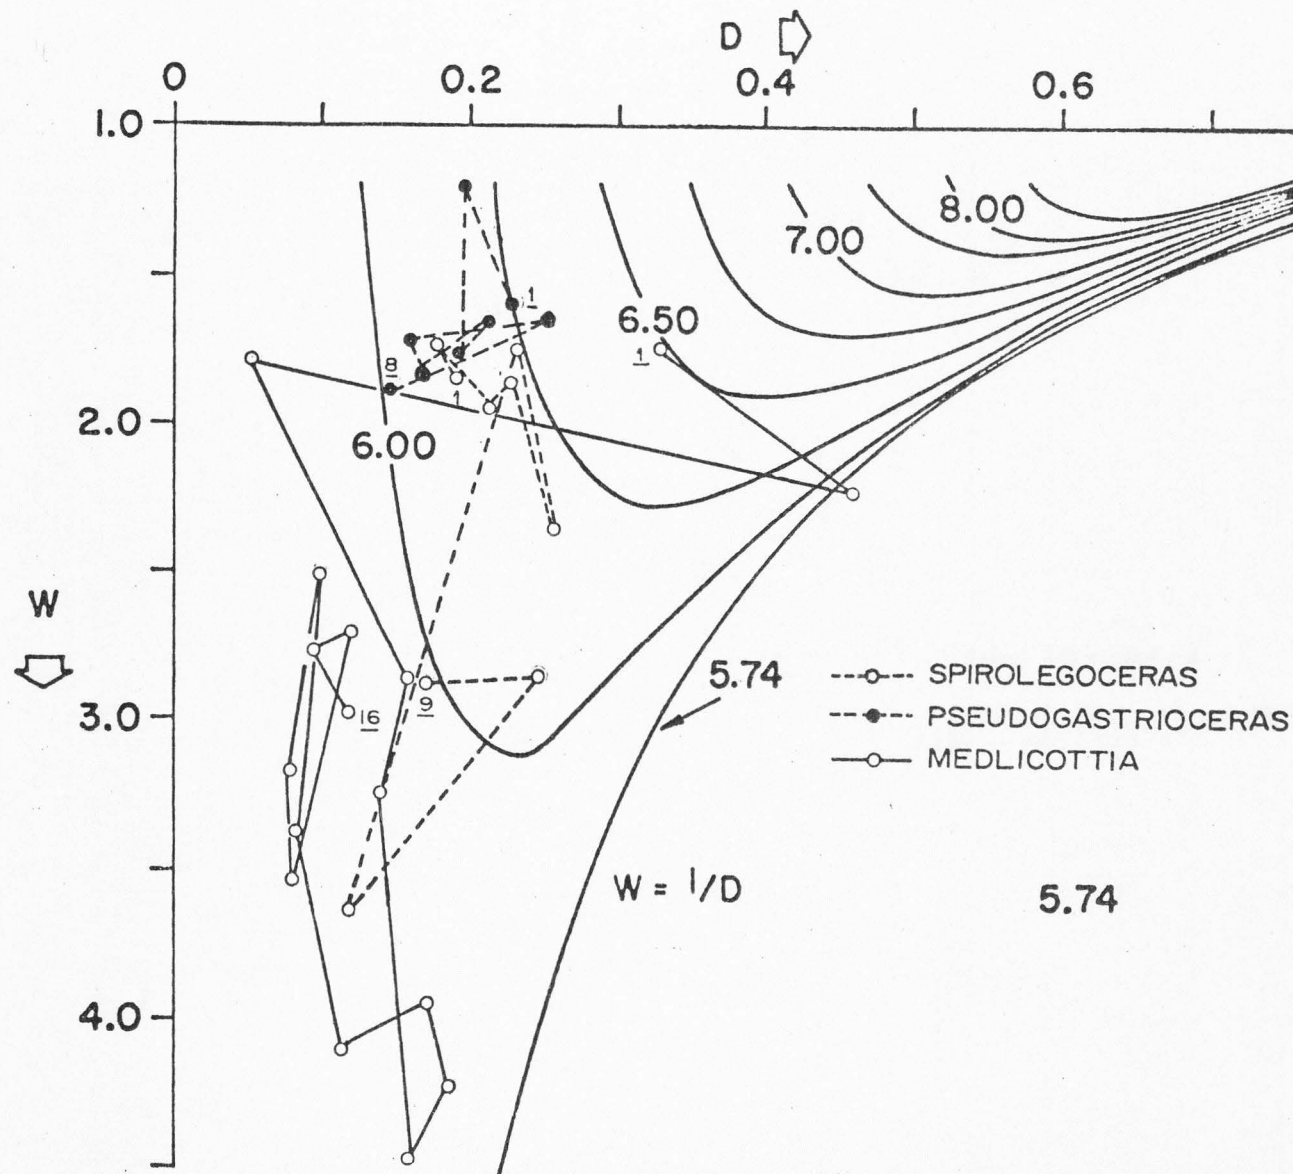 D
0 0.2 0.4 0.6
1.0
8.00
7.00
1
6.50
1
8
1
2.0
6.00
W
5.74
SPIROLEGOCERAS
9
3.0
16
PSEUDOGASTRIOCERAS
MEDLICOTTIA
W = 1/D
5.74
4.0